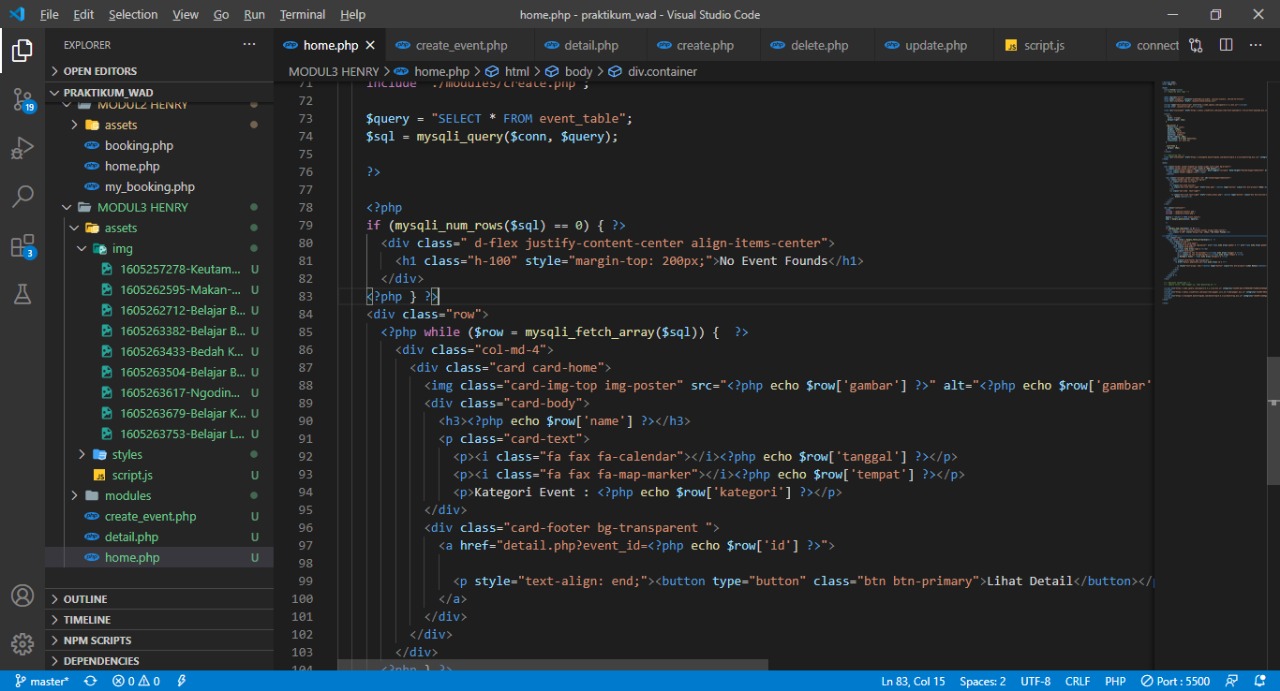 File Edit Selection View Go Run Terminal Help home.php - praktikum_wad - Visual Studio Code
EXPLORER
OPEN EDITORS
PRAKTIKUM_WAD
MODUL2 HENRY
assets
booking.php
home.php
my_booking.php
MODUL3 HENRY
assets
img
1605257278-Keutam... U
1605262595-Makan-... U
1605262712-Belajar B... U
1605263382-Belajar B... U
1605263433-Bedah K... U
1605263504-Belajar B... U
1605263617-Ngodin... U
1605263679-Belajar K... U
1605263753-Belajar L... U
styles
script.js U
modules
create_event.php U
detail.php U
home.php U
OUTLINE
TIMELINE
NPM SCRIPTS
DEPENDENCIES
19
3
home.php create_event.php detail.php create.php delete.php update.php script.js connect
MODUL3 HENRY > home.php > html > body > div.container
71 include './modules/create.php';
72
73 $query = "SELECT * FROM event_table";
74 $sql = mysqli_query($conn, $query);
75
76 ?>
77
78 <?php
79 if (mysqli_num_rows($sql) == 0) { ?>
80 <div class=" d-flex justify-content-center align-items-center">
81 <h1 class="h-100" style="margin-top: 200px;">No Event Founds</h1>
82 </div>
83 <?php } ?>
84 <div class="row">
85 <?php while ($row = mysqli_fetch_array($sql)) {  ?>
86 <div class="col-md-4">
87 <div class="card card-home">
88 <img class="card-img-top img-poster" src="<?php echo $row['gambar'] ?>" alt="<?php echo $row['gambar'
89 <div class="card-body">
90 <h3><?php echo $row['name'] ?></h3>
91 <p class="card-text">
92 <p><i class="fa fax fa-calendar"></i><?php echo $row['tanggal'] ?></p>
93 <p><i class="fa fax fa-map-marker"></i><?php echo $row['tempat'] ?></p>
94 <p>Kategori Event : <?php echo $row['kategori'] ?></p>
95 </div>
96 <div class="card-footer bg-transparent ">
97 <a href="detail.php?event_id=<?php echo $row['id'] ?>">
98
99 <p style="text-align: end;"><button type="button" class="btn btn-primary">Lihat Detail</button></p
100 </a>
101 </div>
102 </div>
103 </div>
104 <?php } ?>
master* 0 0 Ln 83, Col 15 Spaces: 2 UTF-8 CRLF PHP Port : 5500